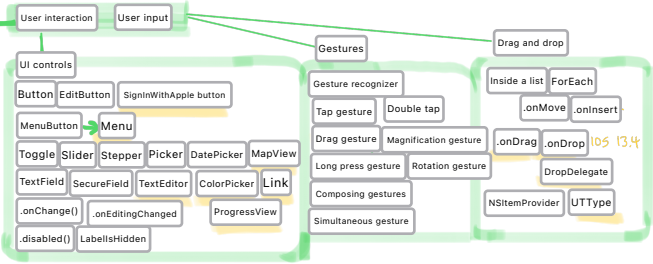 User interaction
User input
UI controls
Button
EditButton
SignInWithApple button
MenuButton
Menu
Toggle
Slider
Stepper
Picker
DatePicker
MapView
TextField
SecureField
TextEditor
ColorPicker
Link
.onChange()
.onEditingChanged
ProgressView
.disabled()
LabelIsHidden
Gestures
Gesture recognizer
Tap gesture
Double tap
Drag gesture
Magnification gesture
Long press gesture
Rotation gesture
Composing gestures
Simultaneous gesture
Drag and drop
Inside a list
ForEach
.onMove
.onInsert
.onDrag
.onDrop
iOS 13.4
DropDelegate
NSItemProvider
UTType